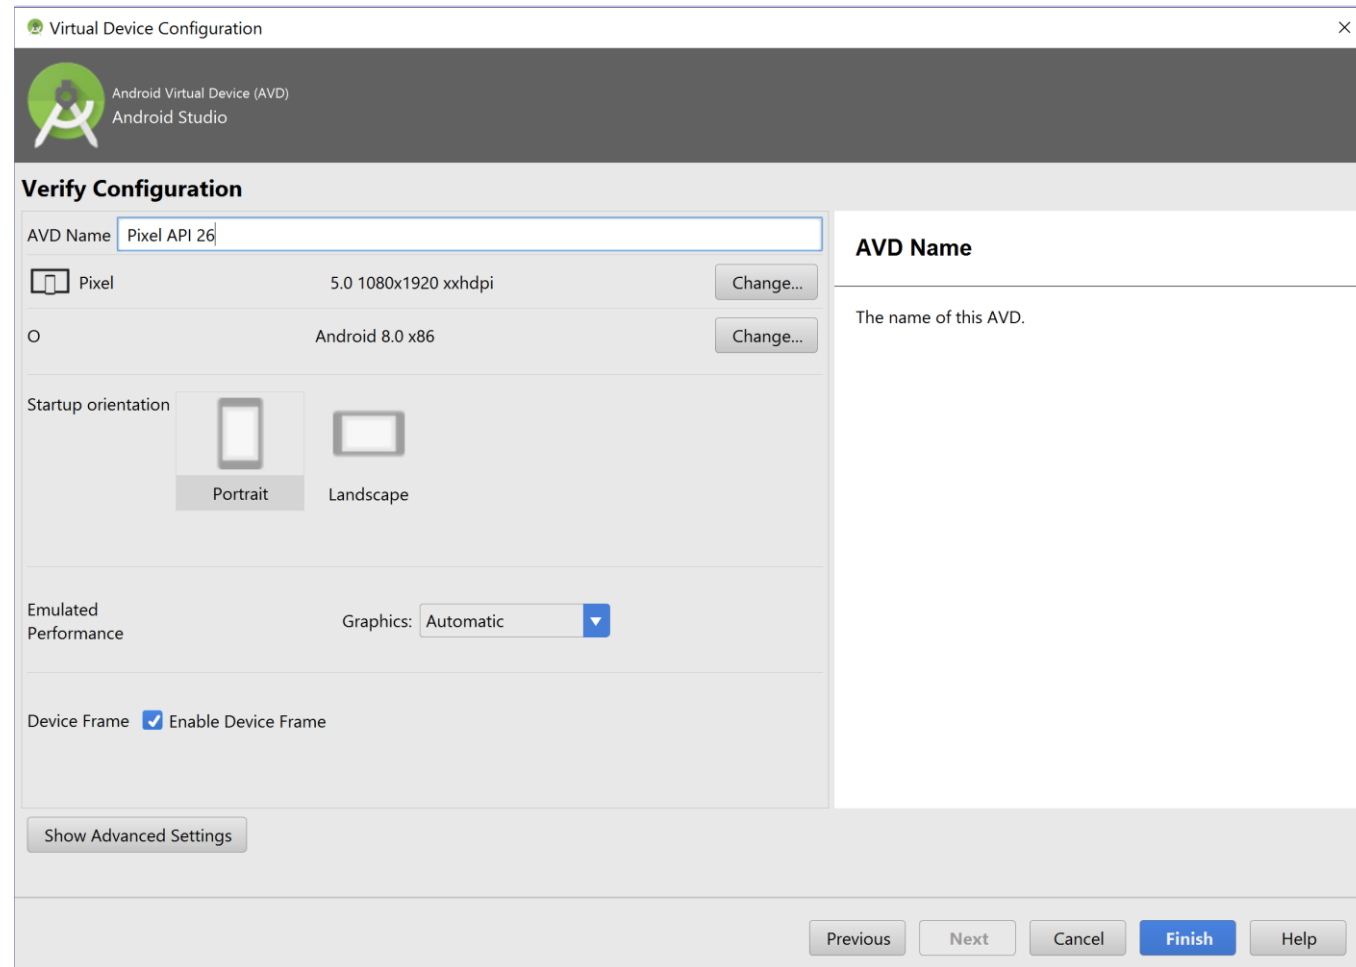 Virtual Device Configuration
Android Virtual Device (AVD)
Android Studio
Verify Configuration
AVD Name Pixel API 26
Pixel 5.0 1080x1920 xxhdpi Change...
O Android 8.0 x86 Change...
Startup orientation
Portrait Landscape
Emulated
Performance
Graphics: Automatic
Device Frame Enable Device Frame
Show Advanced Settings
AVD Name
The name of this AVD.
Previous Next Cancel Finish Help